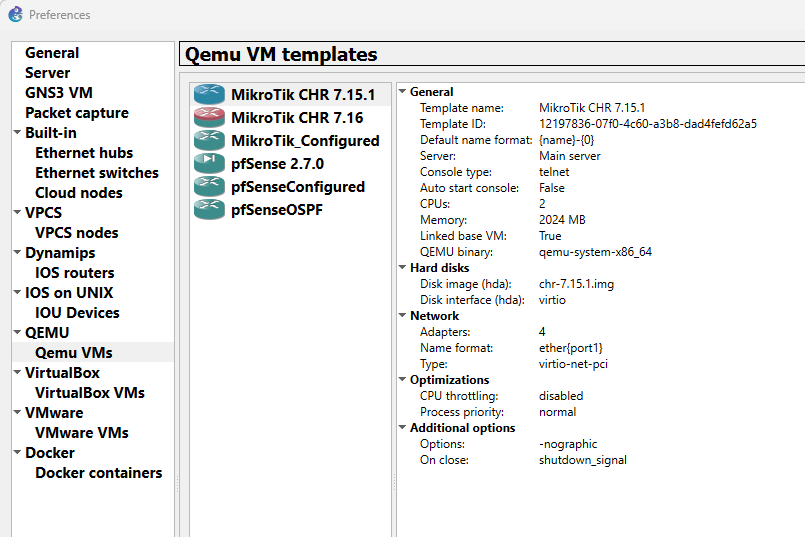 Preferences
General
Server
GNS3 VM
Packet capture
Built-in
Ethernet hubs
Ethernet switches
Cloud nodes
VPCS
VPCS nodes
Dynamips
IOS routers
IOS on UNIX
IOU Devices
QEMU
Qemu VMs
VirtualBox
VirtualBox VMs
VMware
VMware VMs
Docker
Docker containers
Qemu VM templates
MikroTik CHR 7.15.1
MikroTik CHR 7.16
MikroTik_Configured
pfSense 2.7.0
pfSenseConfigured
pfSenseOSPF
General
Template name: MikroTik CHR 7.15.1
Template ID: 12197836-07f0-4c60-a3b8-dad4fefd62a5
Default name format: {name}-{0}
Server: Main server
Console type: telnet
Auto start console: False
CPUs: 2
Memory: 2024 MB
Linked base VM: True
QEMU binary: qemu-system-x86_64
Hard disks
Disk image (hda): chr-7.15.1.img
Disk interface (hda): virtio
Network
Adapters: 4
Name format: ether{port1}
Type: virtio-net-pci
Optimizations
CPU throttling: disabled
Process priority: normal
Additional options
Options: -nographic
On close: shutdown_signal